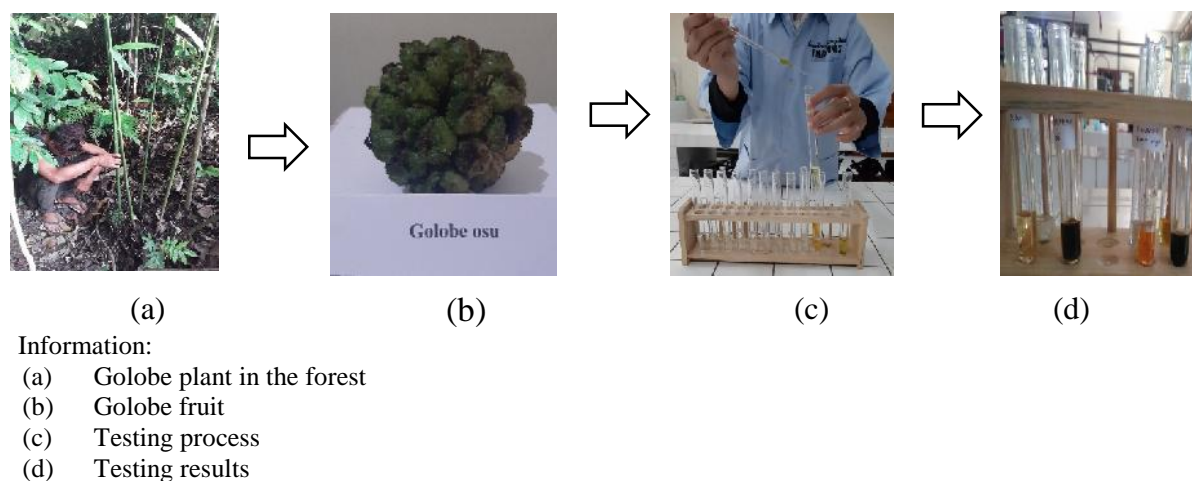 Golobe osu
(a)
(b)
(c)
(d)
Information:
(a) Golobe plant in the forest
(b) Golobe fruit
(c) Testing process
(d) Testing results